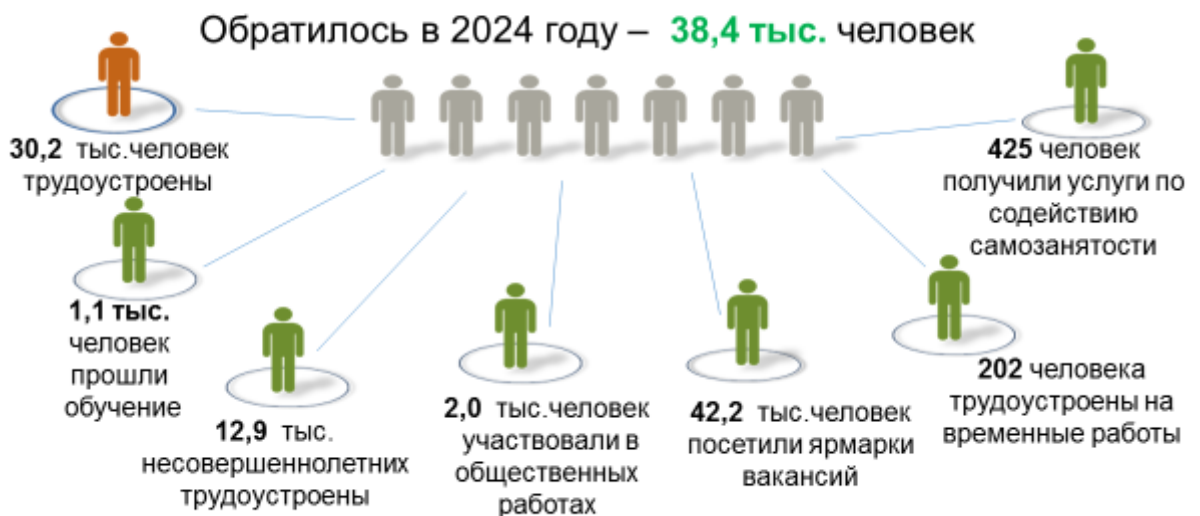 Обратилось в 2024 году – 38,4 тыс. человек
30,2 тыс.человек
трудоустроены
1,1 тыс.
человек
прошли
обучение
12,9 тыс.
несовершеннолетних
трудоустроены
2,0 тыс.человек
участвовали в
общественных
работах
42,2 тыс.человек
посетили ярмарки
вакансий
202 человека
трудоустроены на
временные работы
425 человек
получили услуги по
содействию
самозанятости